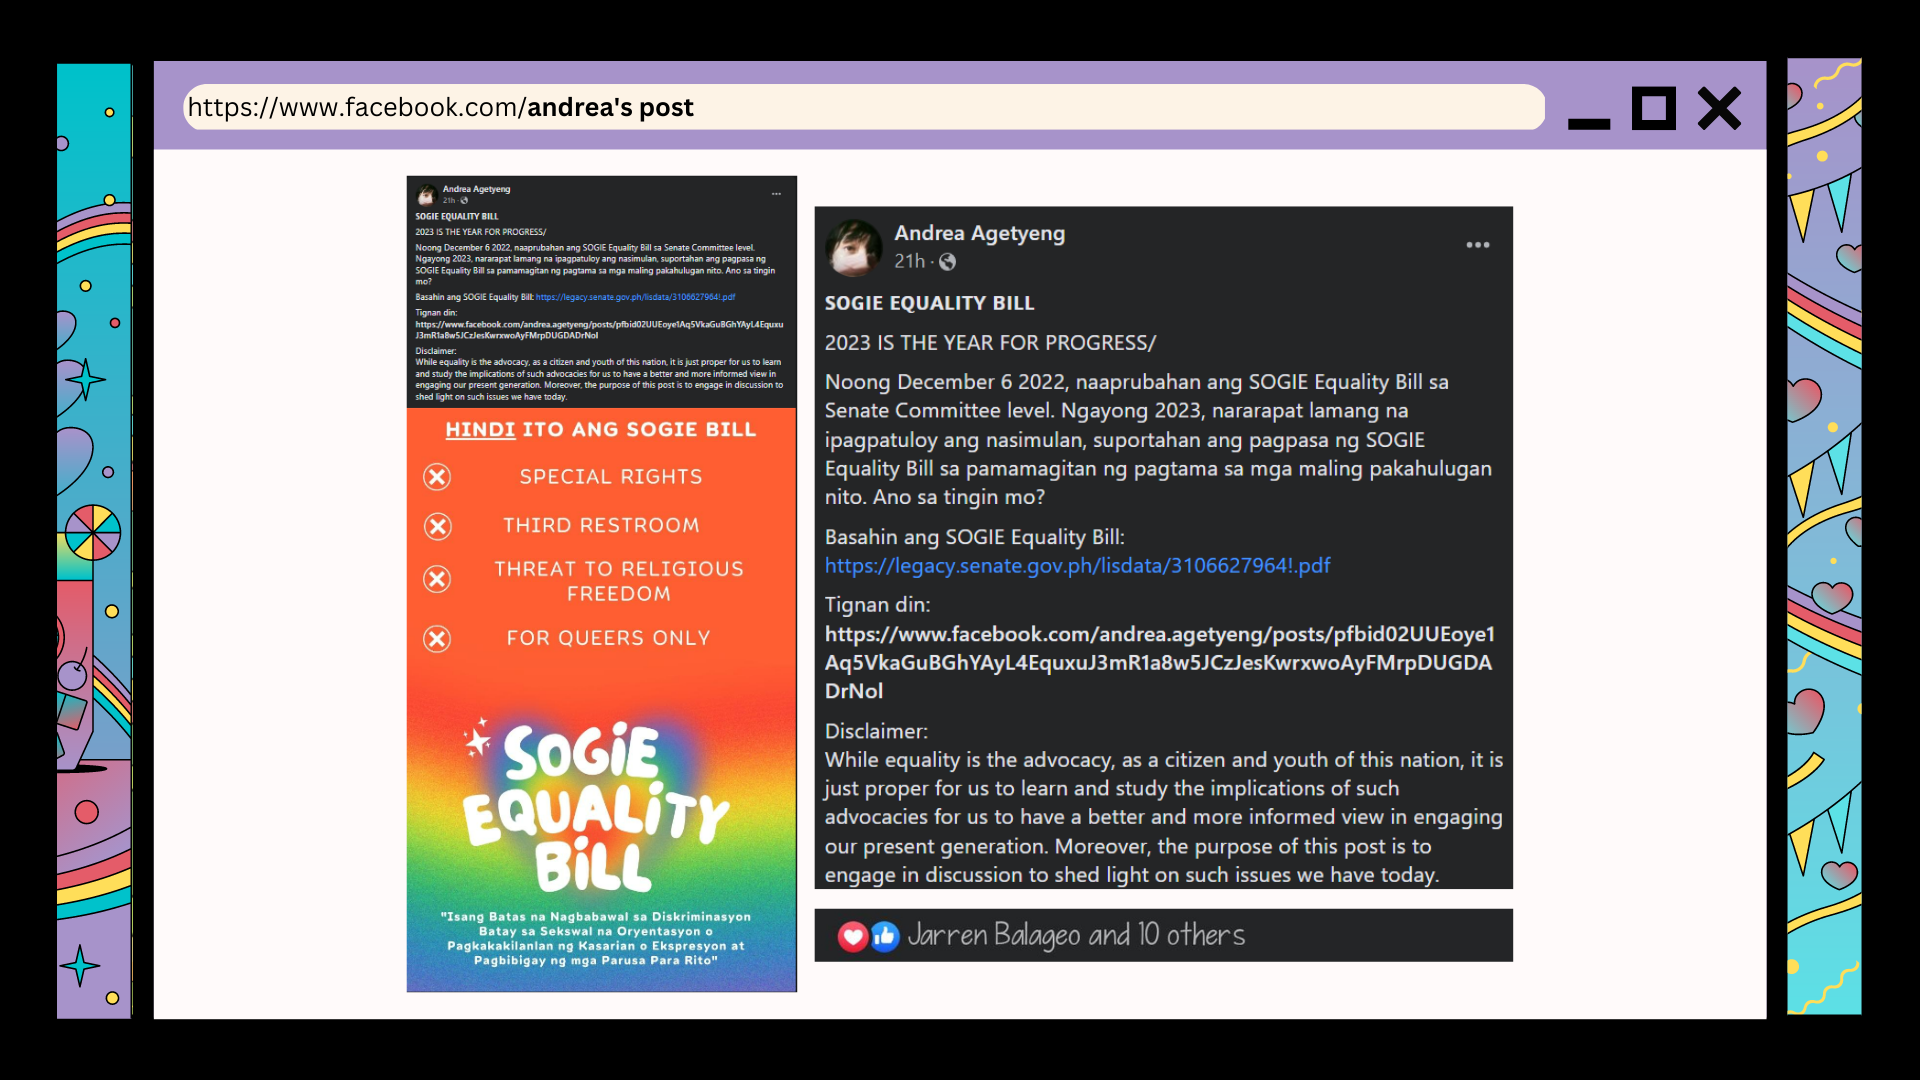 https://www.facebook.com/andrea's post
Andrea Agetyeng
21h ·
SOGIE EQUALITY BILL
2023 IS THE YEAR FOR PROGRESS/
Noong December 6 2022, naaprubahan ang SOGIE Equality Bill sa Senate Committee level.
Ngayong 2023, nararapat lamang na ipagpatuloy ang nasimulan, suportahan ang pagpasa ng
SOGIE Equality Bill sa pamamagitan ng pagtama sa mga maling pakahulugan nito. Ano sa tingin
mo?
Basahin ang SOGIE Equality Bill: https://legacy.senate.gov.ph/lisdata/3106627964!.pdf
Tignan din:
https://www.facebook.com/andrea.agetyeng/posts/pfbid02UUEoye1Aq5VkaGuBGhYAyL4Equxu
J3mR1a8w5JCzJesKwrxwoAyFMrpDUGDADrNol
Disclaimer:
While equality is the advocacy, as a citizen and youth of this nation, it is just proper for us to learn
and study the implications of such advocacies for us to have a better and more informed view in
engaging our present generation. Moreover, the purpose of this post is to engage in discussion to
shed light on such issues we have today.
HINDI ITO ANG SOGIE BILL
SPECIAL RIGHTS
THIRD RESTROOM
THREAT TO RELIGIOUS
FREEDOM
FOR QUEERS ONLY
SOGIE
EQUALITY
BILL
"Isang Batas na Nagbabawal sa Diskriminasyon
Batay sa Sekswal na Oryentasyon o
Pagkakakilanlan ng Kasarian o Ekspresyon at
Pagbibigay ng mga Parusa Para Rito"
Andrea Agetyeng
21h ·
SOGIE EQUALITY BILL
2023 IS THE YEAR FOR PROGRESS/
Noong December 6 2022, naaprubahan ang SOGIE Equality Bill sa
Senate Committee level. Ngayong 2023, nararapat lamang na
ipagpatuloy ang nasimulan, suportahan ang pagpasa ng SOGIE
Equality Bill sa pamamagitan ng pagtama sa mga maling pakahulugan
nito. Ano sa tingin mo?
Basahin ang SOGIE Equality Bill:
https://legacy.senate.gov.ph/lisdata/3106627964!.pdf
Tignan din:
https://www.facebook.com/andrea.agetyeng/posts/pfbid02UUEoye1
Aq5VkaGuBGhYAyL4EquxuJ3mR1a8w5JCzJesKwrxwoAyFMrpDUGDA
DrNol
Disclaimer:
While equality is the advocacy, as a citizen and youth of this nation, it is
just proper for us to learn and study the implications of such
advocacies for us to have a better and more informed view in engaging
our present generation. Moreover, the purpose of this post is to
engage in discussion to shed light on such issues we have today.
Jarren Balageo and 10 others